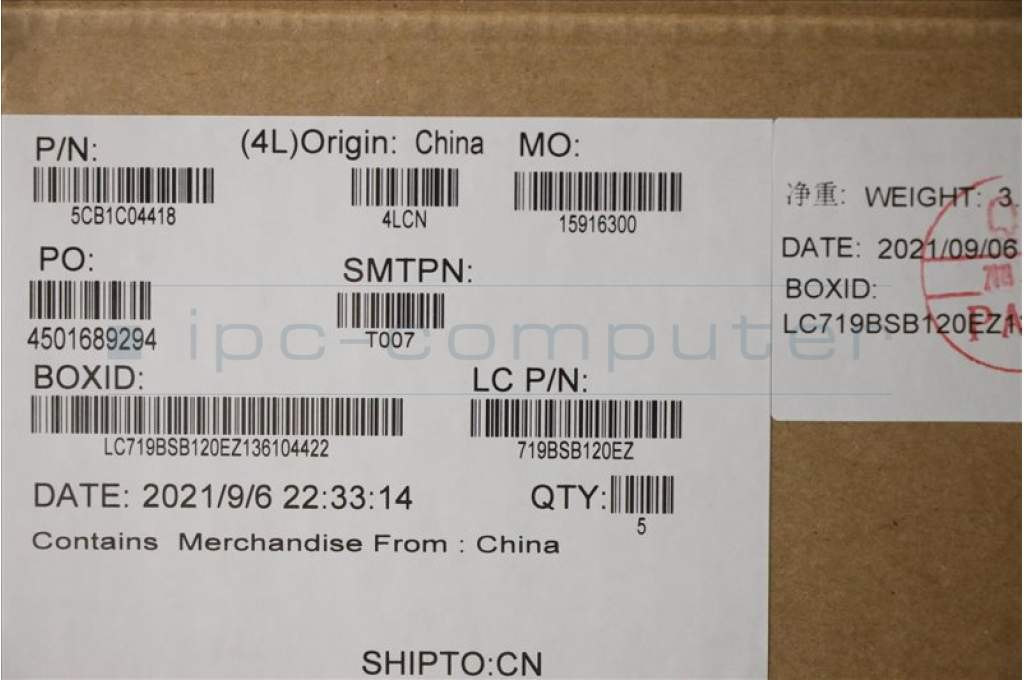 P/N: (4L)Origin: China MO:
5CB1C04418 4LCN 15916300
PO: SMTPN:
4501689294 T007
BOXID: LC P/N:
LC719BSB120EZ136104422 719BSB120EZ
DATE: 2021/9/6 22:33:14 QTY:
5
Contains Merchandise From : China
SHIPTO:CN
净重: WEIGHT: 3.
DATE: 2021/09/06
BOXID:
LC719BSB120EZ1
PA
ipc-computer